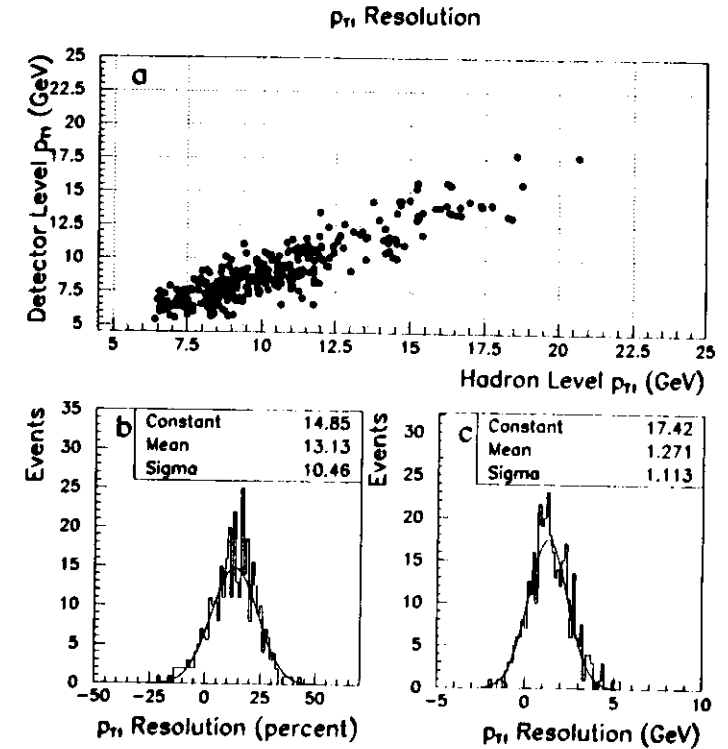 pT1 Resolution
a
Detector Level pT1 (GeV)
25
22.5
20
17.5
15
12.5
10
7.5
5
5 7.5 10 12.5 15 17.5 20 22.5 25
Hadron Level pT1 (GeV)
b
Constant 14.85
Mean 13.13
Sigma 10.46
Events
35
30
25
20
15
10
5
0
-50 -25 0 25 50
pT1 Resolution (percent)
c
Constant 17.42
Mean 1.271
Sigma 1.113
Events
30
25
20
15
10
5
0
-5 0 5 10
pT1 Resolution (GeV)